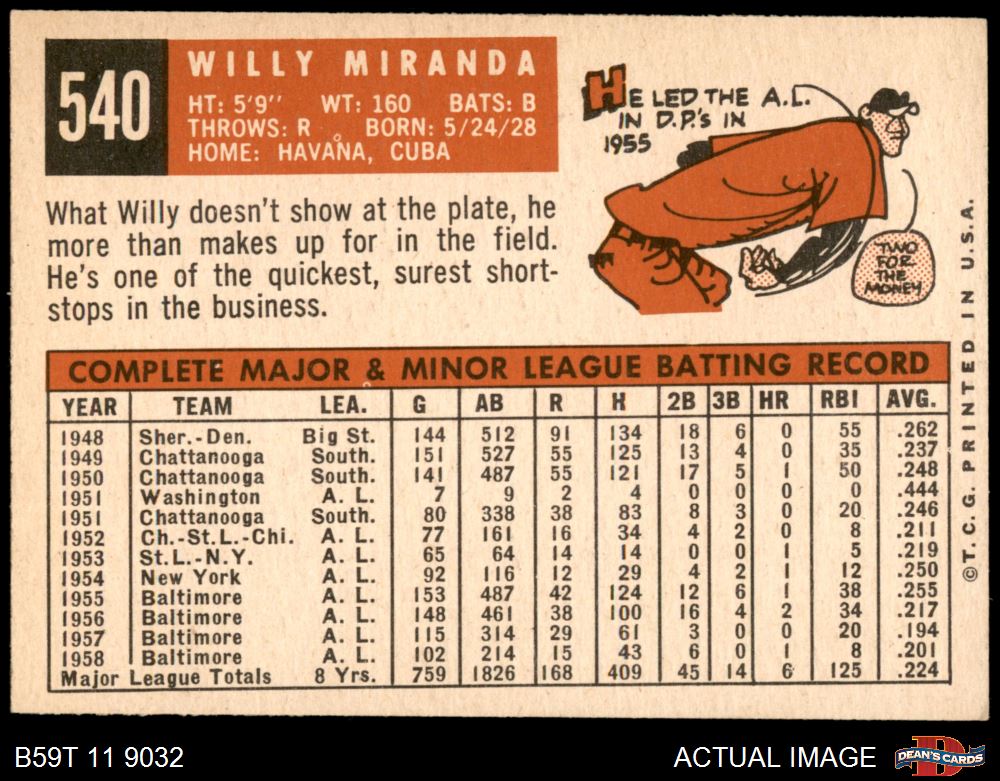 540
WILLY MIRANDA
HT: 5'9" WT: 160 BATS: B
THROWS: R BORN: 5/24/28
HOME: HAVANA, CUBA
What Willy doesn't show at the plate, he
more than makes up for in the field.
He's one of the quickest, surest short-
stops in the business.
HE LED THE A.L.
IN D.P.'s IN
1955
TWO
FOR
THE
MONEY
COMPLETE MAJOR & MINOR LEAGUE BATTING RECORD
YEAR TEAM LEA. G AB R H 2B 3B HR RBI AVG.
1948 Sher.-Den. Big St. 144 512 91 134 18 6 0 55 .262
1949 Chattanooga South. 151 527 55 125 13 4 0 35 .237
1950 Chattanooga South. 141 487 55 121 17 5 1 50 .248
1951 Washington A. L. 7 9 2 4 0 0 0 0 .444
1951 Chattanooga South. 80 338 38 83 8 3 0 20 .246
1952 Ch.-St.L.-Chi. A. L. 77 161 16 34 4 2 0 8 .211
1953 St.L.-N.Y. A. L. 65 64 14 14 0 0 1 5 .219
1954 New York A. L. 92 116 12 29 4 2 1 12 .250
1955 Baltimore A. L. 153 487 42 124 12 6 1 38 .255
1956 Baltimore A. L. 148 461 38 100 16 4 2 34 .217
1957 Baltimore A. L. 115 314 29 61 3 0 0 20 .194
1958 Baltimore A. L. 102 214 15 43 6 0 1 8 .201
Major League Totals 8 Yrs. 759 1826 168 409 45 14 6 125 .224
© T. C. G. PRINTED IN U.S.A.
B59T 11 9032
ACTUAL IMAGE
D
DEAN'S CARDS